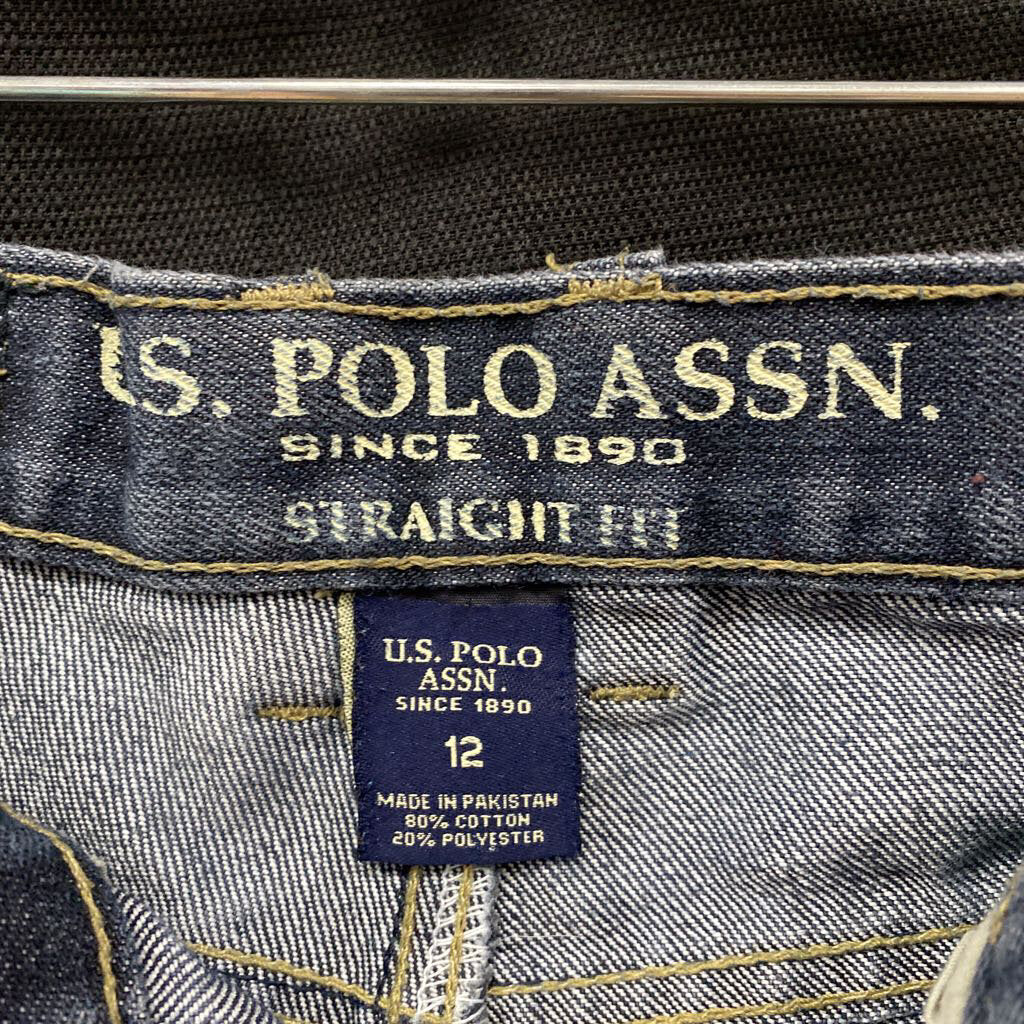 U.S. POLO ASSN.
SINCE 1890
STRAIGHT FIT
U.S. POLO
ASSN.
SINCE 1890
12
MADE IN PAKISTAN
80% COTTON
20% POLYESTER